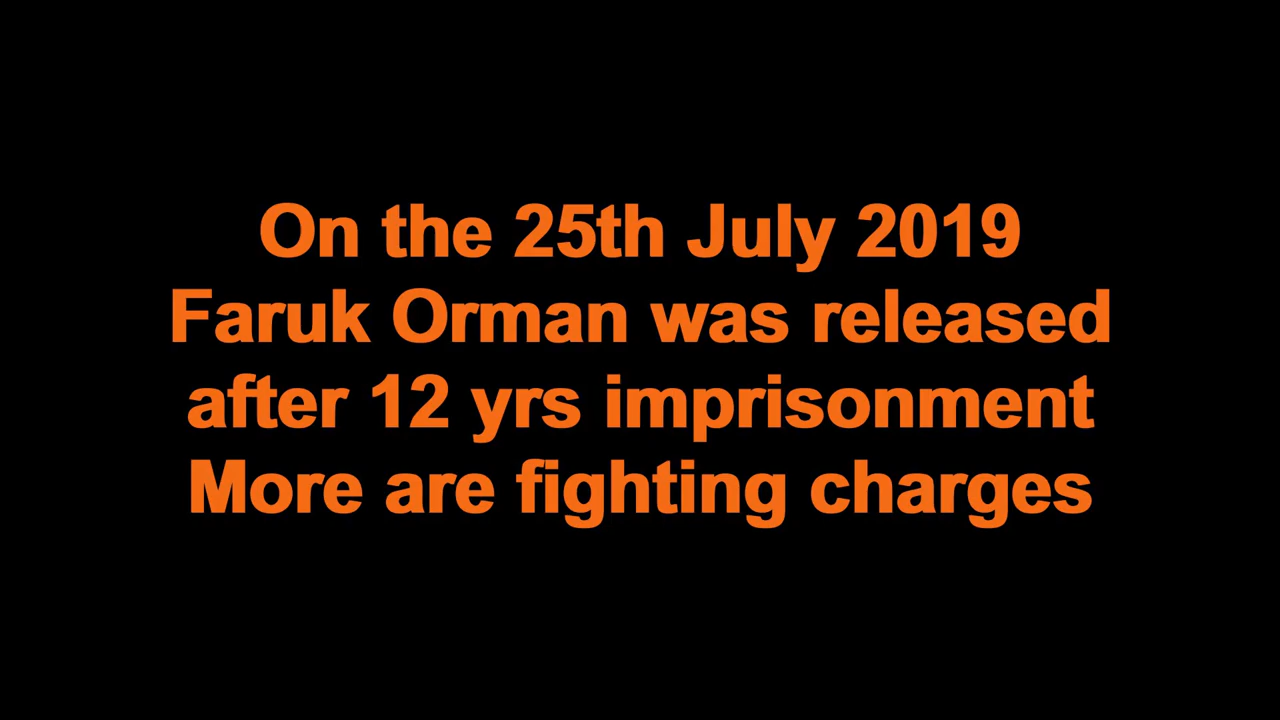 On the 25th July 2019
Faruk Orman was released
after 12 yrs imprisonment
More are fighting charges